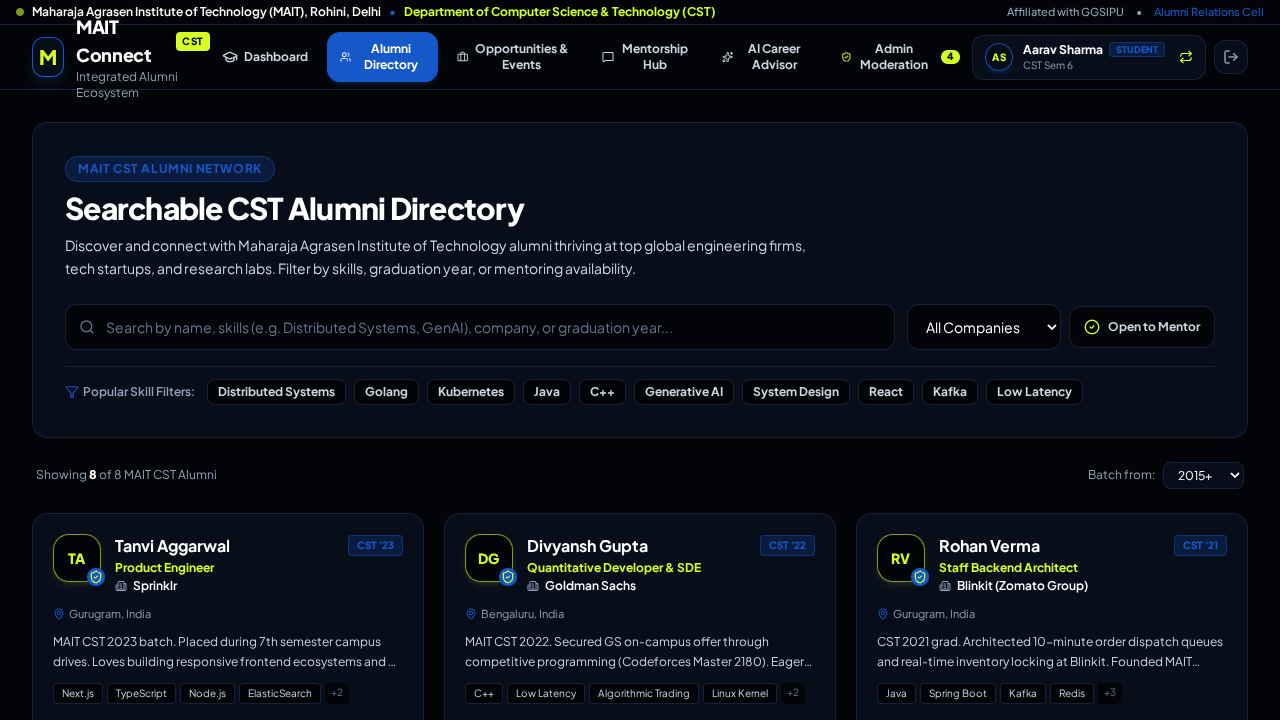 Maharaja Agrasen Institute of Technology (MAIT), Rohini, Delhi • Department of Computer Science & Technology (CST)
Affiliated with GGSIPU • Alumni Relations Cell
M
MAIT Connect
CST
Integrated Alumni Ecosystem
Dashboard
Alumni Directory
Opportunities & Events
Mentorship Hub
AI Career Advisor
Admin Moderation
4
AS
Aarav Sharma
STUDENT
CST Sem 6
MAIT CST ALUMNI NETWORK
Searchable CST Alumni Directory
Discover and connect with Maharaja Agrasen Institute of Technology alumni thriving at top global engineering firms,
tech startups, and research labs. Filter by skills, graduation year, or mentoring availability.
Search by name, skills (e.g. Distributed Systems, GenAI), company, or graduation year...
All Companies
Open to Mentor
Popular Skill Filters:
Distributed Systems
Golang
Kubernetes
Java
C++
Generative AI
System Design
React
Kafka
Low Latency
Showing 8 of 8 MAIT CST Alumni
Batch from:
2015+
TA
Tanvi Aggarwal
CST '23
Product Engineer
Sprinklr
Gurugram, India
MAIT CST 2023 batch. Placed during 7th semester campus
drives. Loves building responsive frontend ecosystems and ...
Next.js
TypeScript
Node.js
ElasticSearch
+2
DG
Divyansh Gupta
CST '22
Quantitative Developer & SDE
Goldman Sachs
Bengaluru, India
MAIT CST 2022. Secured GS on-campus offer through
competitive programming (Codeforces Master 2180). Eager...
C++
Low Latency
Algorithmic Trading
Linux Kernel
+2
RV
Rohan Verma
CST '21
Staff Backend Architect
Blinkit (Zomato Group)
Gurugram, India
CST 2021 grad. Architected 10-minute order dispatch queues
and real-time inventory locking at Blinkit. Founded MAIT...
Java
Spring Boot
Kafka
Redis
+3